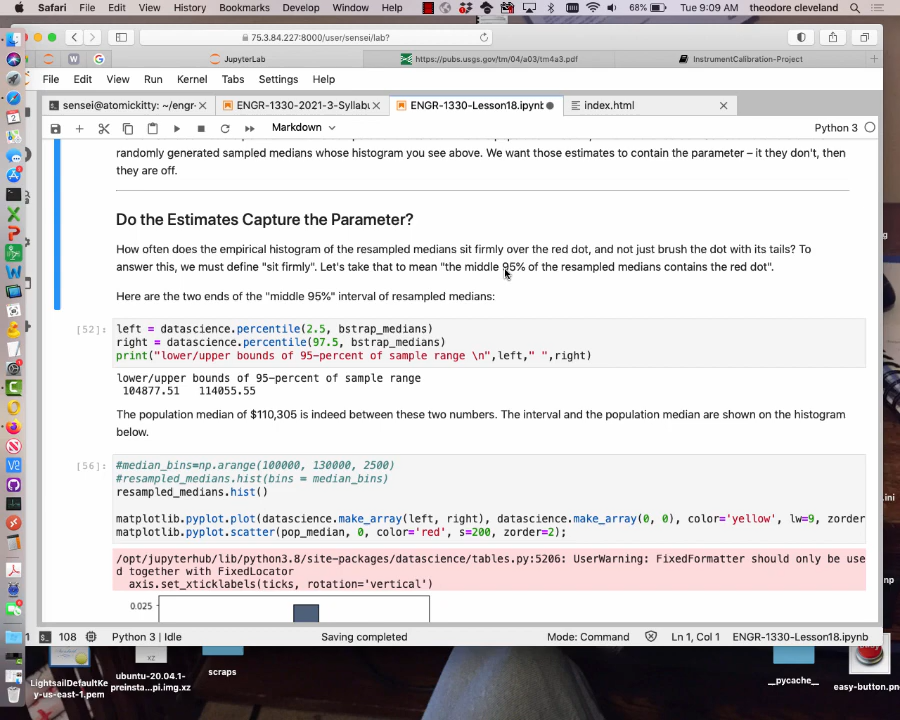 Safari File Edit View History Bookmarks Develop Window Help 68% Tue 9:09 AM theodore cleveland
75.3.84.227:8000/user/sensei/lab?
JupyterLab https://pubs.usgs.gov/tm/04/a03/tm4a3.pdf InstrumentCalibration-Project
File Edit View Run Kernel Tabs Settings Help
sensei@atomickitty: ~/engr- ENGR-1330-2021-3-Syllabu ENGR-1330-Lesson18.ipynb index.html
Markdown Python 3
randomly generated sampled medians whose histogram you see above. We want those estimates to contain the parameter – it they don't, then
they are off.
Do the Estimates Capture the Parameter?
How often does the empirical histogram of the resampled medians sit firmly over the red dot, and not just brush the dot with its tails? To
answer this, we must define "sit firmly". Let's take that to mean "the middle 95% of the resampled medians contains the red dot".
Here are the two ends of the "middle 95%" interval of resampled medians:
[52]: left = datascience.percentile(2.5, bstrap_medians)
right = datascience.percentile(97.5, bstrap_medians)
print("lower/upper bounds of 95-percent of sample range \n",left," ",right)
lower/upper bounds of 95-percent of sample range
104877.51 114055.55
The population median of $110,305 is indeed between these two numbers. The interval and the population median are shown on the histogram
below.
[56]: #median_bins=np.arange(100000, 130000, 2500)
#resampled_medians.hist(bins = median_bins)
resampled_medians.hist()
matplotlib.pyplot.plot(datascience.make_array(left, right), datascience.make_array(0, 0), color='yellow', lw=9, zorder
matplotlib.pyplot.scatter(pop_median, 0, color='red', s=200, zorder=2);
/opt/jupyterhub/lib/python3.8/site-packages/datascience/tables.py:5206: UserWarning: FixedFormatter should only be use
d together with FixedLocator
axis.set_xticklabels(ticks, rotation='vertical')
0.025
108 Python 3 | Idle Saving completed Mode: Command Ln 1, Col 1 ENGR-1330-Lesson18.ipynb
LightsailDefaultKe
y-us-east-1.pem
xz
ubuntu-20.04.1-
preinsta...pi.img.xz
scraps
__pycache__
easy-button.pn